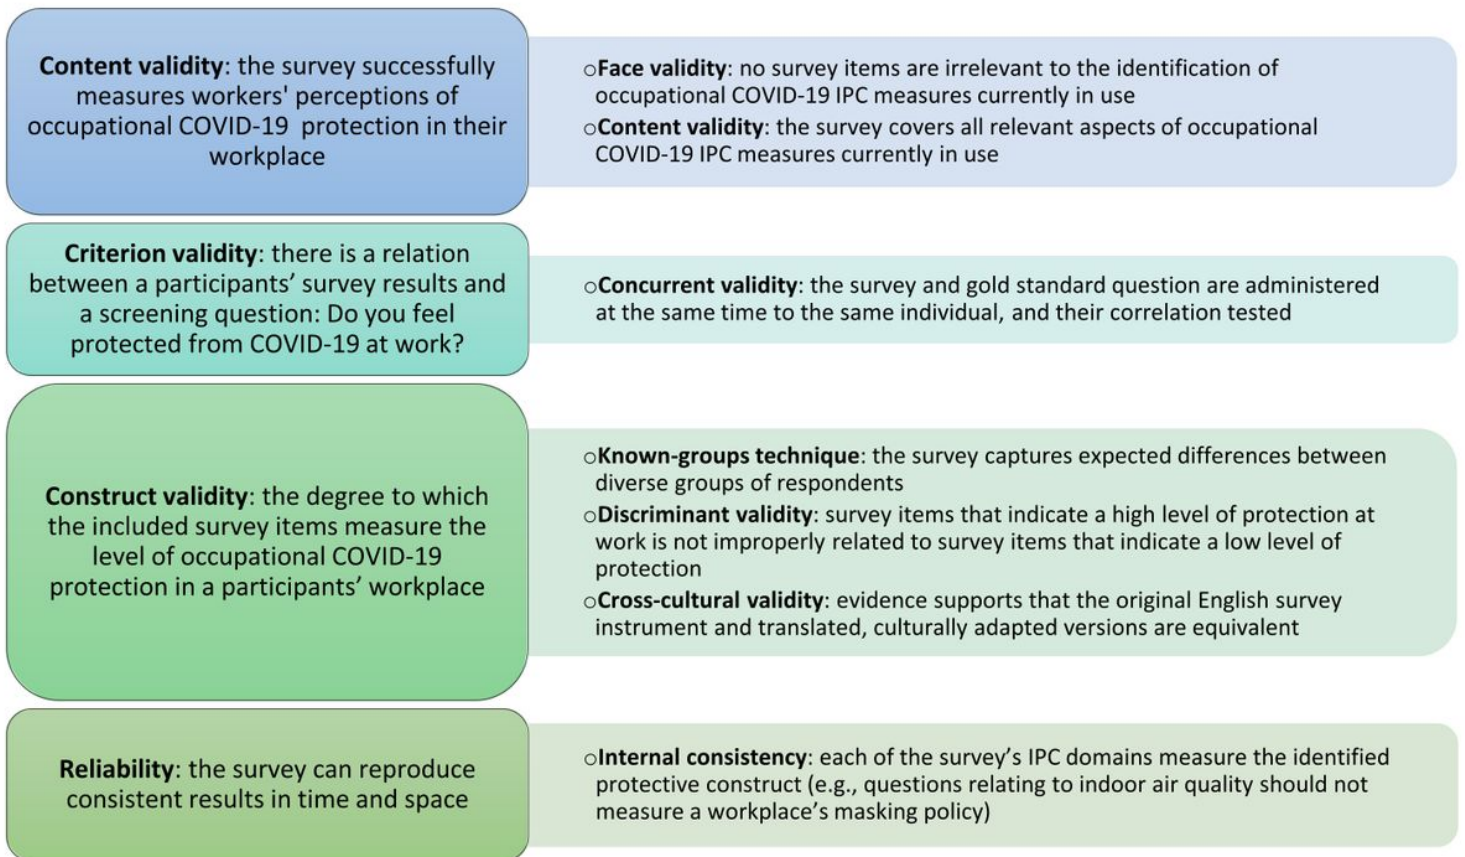 Content validity: the survey successfully
measures workers' perceptions of
occupational COVID-19 protection in their
workplace
oFace validity: no survey items are irrelevant to the identification of
occupational COVID-19 IPC measures currently in use
oContent validity: the survey covers all relevant aspects of occupational
COVID-19 IPC measures currently in use
Criterion validity: there is a relation
between a participants’ survey results and
a screening question: Do you feel
protected from COVID-19 at work?
oConcurrent validity: the survey and gold standard question are administered
at the same time to the same individual, and their correlation tested
Construct validity: the degree to which
the included survey items measure the
level of occupational COVID-19
protection in a participants’ workplace
oKnown-groups technique: the survey captures expected differences between
diverse groups of respondents
oDiscriminant validity: survey items that indicate a high level of protection at
work is not improperly related to survey items that indicate a low level of
protection
oCross-cultural validity: evidence supports that the original English survey
instrument and translated, culturally adapted versions are equivalent
Reliability: the survey can reproduce
consistent results in time and space
oInternal consistency: each of the survey’s IPC domains measure the identified
protective construct (e.g., questions relating to indoor air quality should not
measure a workplace’s masking policy)